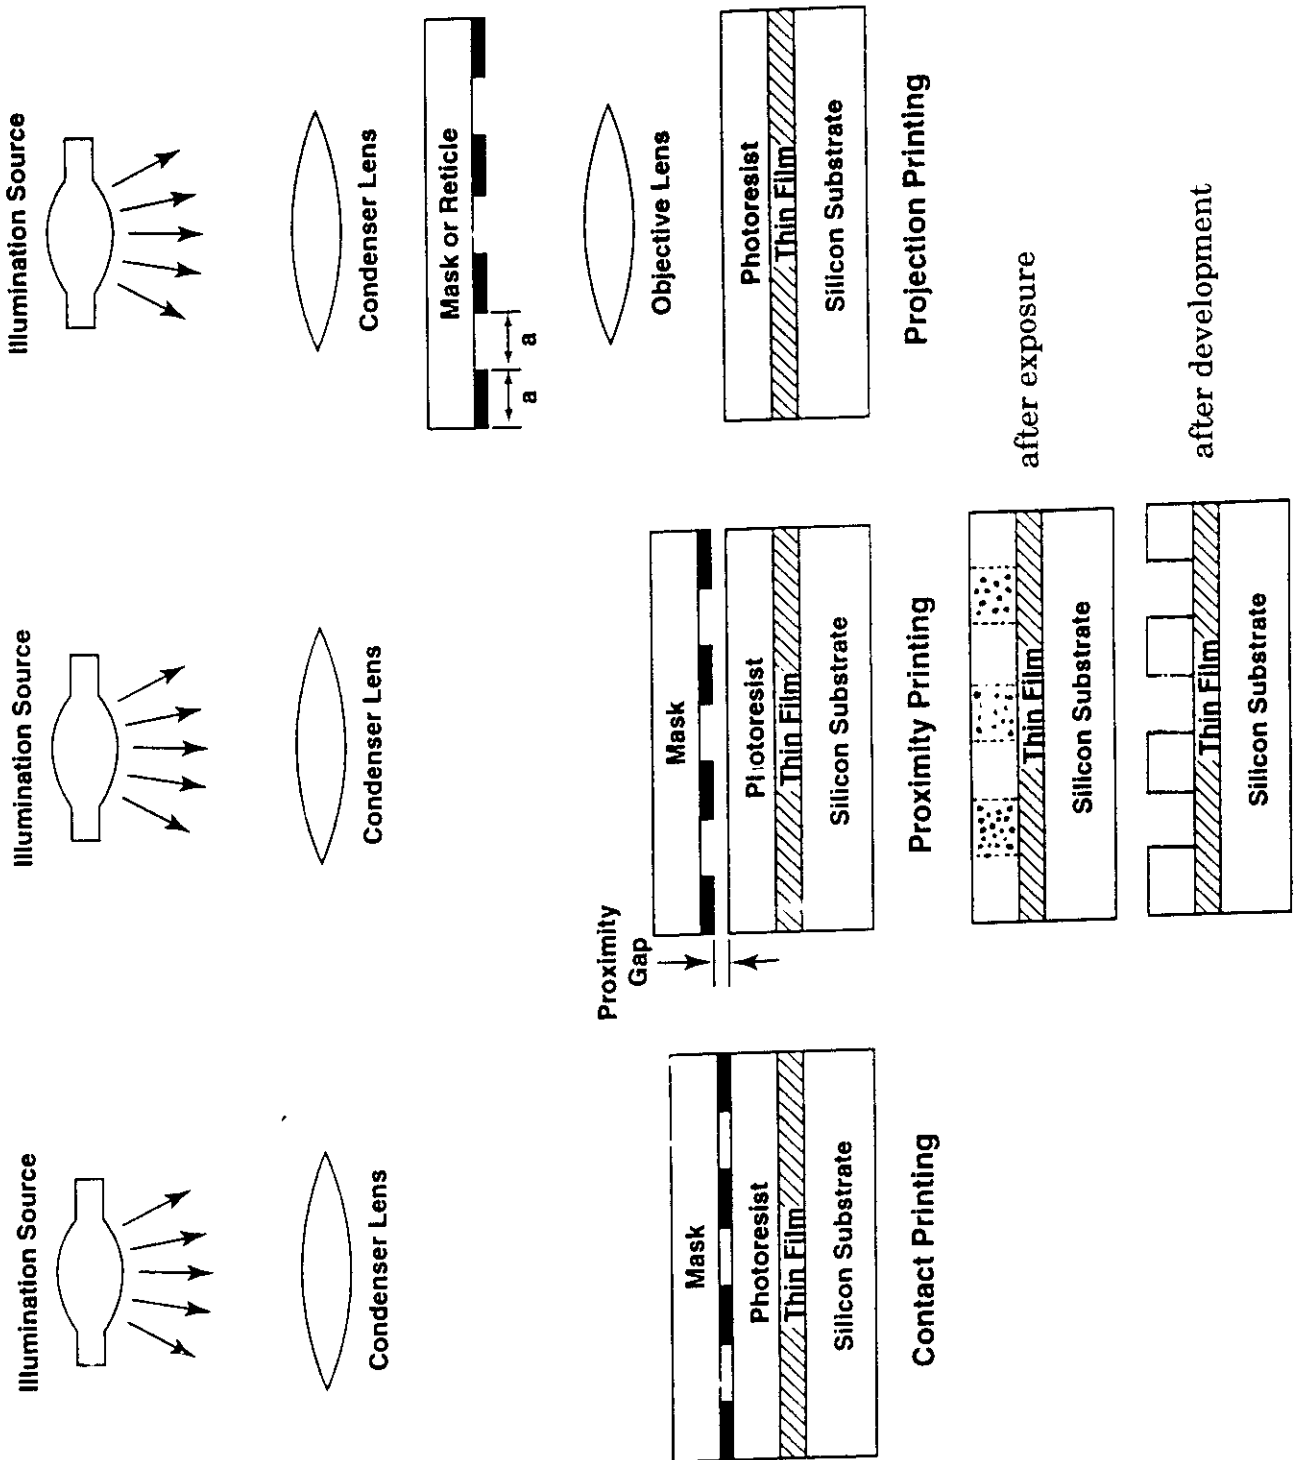 Illumination Source
Illumination Source
Illumination Source
Condenser Lens
Condenser Lens
Condenser Lens
Mask or Reticle
a
a
Objective Lens
Proximity
Gap
Mask
Mask
Photoresist
Thin Film
Silicon Substrate
Photoresist
Thin Film
Silicon Substrate
Photoresist
Thin Film
Silicon Substrate
Contact Printing
Proximity Printing
Projection Printing
Thin Film
Silicon Substrate
after exposure
Thin Film
Silicon Substrate
after development